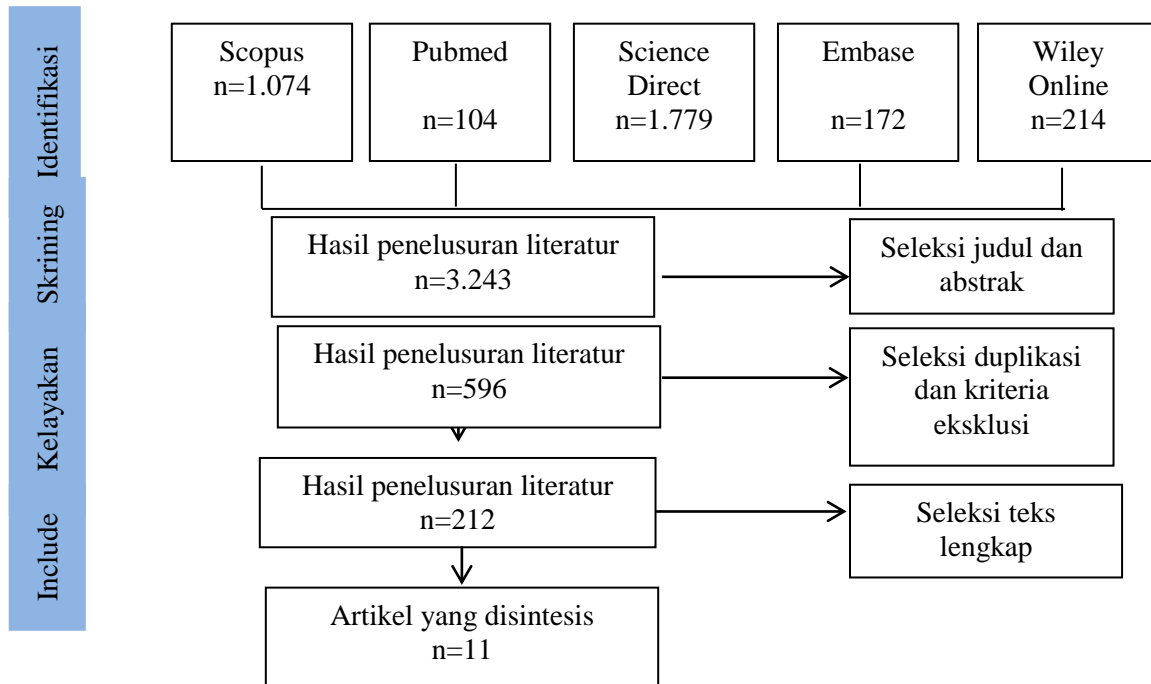 Identifikasi
Scopus
n=1.074
Pubmed
n=104
Science
Direct
n=1.779
Embase
n=172
Wiley
Online
n=214
Skrining
Hasil penelusuran literatur
n=3.243
Seleksi judul dan
abstrak
Kelayakan
Hasil penelusuran literatur
n=596
Seleksi duplikasi
dan kriteria
eksklusi
Include
Hasil penelusuran literatur
n=212
Seleksi teks
lengkap
Artikel yang disintesis
n=11